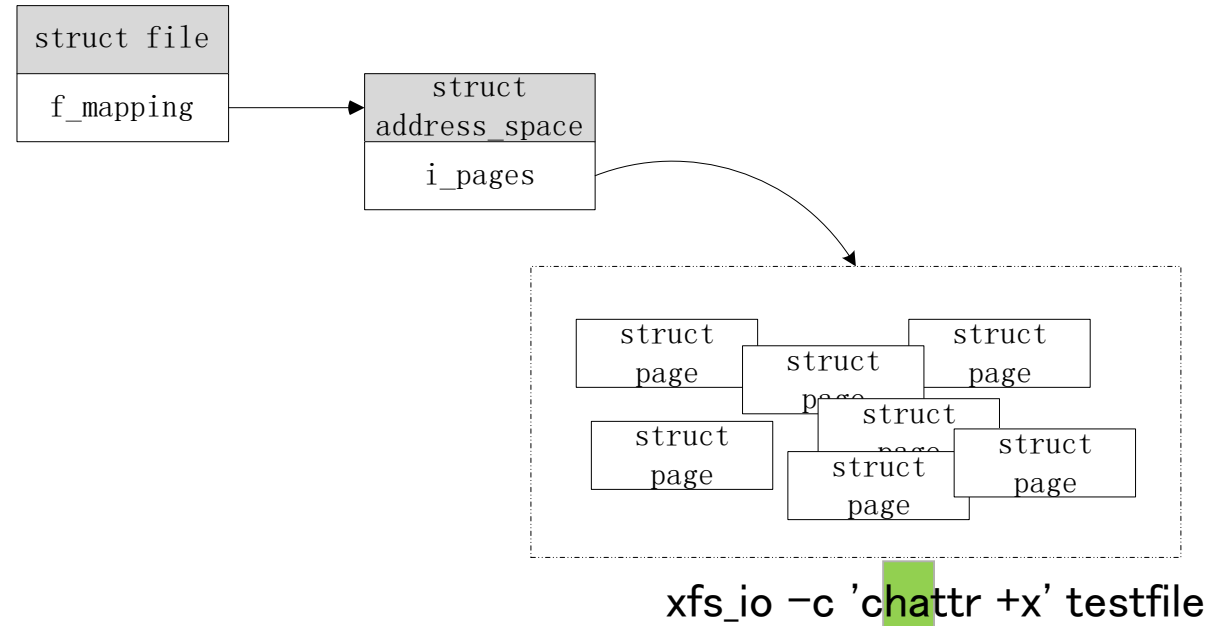 struct file
f_mapping
struct
address_space
i_pages
struct
page
struct
page
struct
page
struct
page
struct
page
struct
page
struct
page
xfs_io -c 'chattr +x' testfile